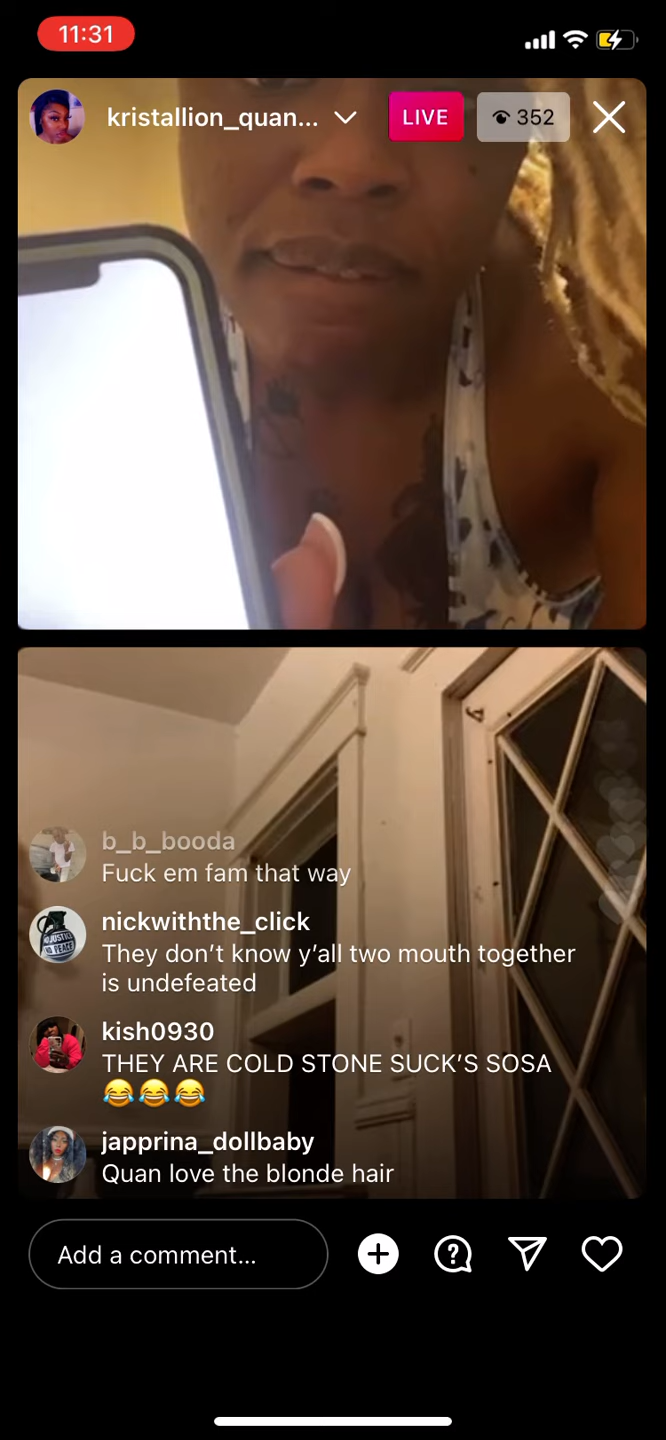 11:31
kristallion_quan...
LIVE
352
b_b_booda
Fuck em fam that way
nickwiththe_click
They don’t know y’all two mouth together
is undefeated
kish0930
THEY ARE COLD STONE SUCK’S SOSA
😂😂😂
japprina_dollbaby
Quan love the blonde hair
Add a comment...